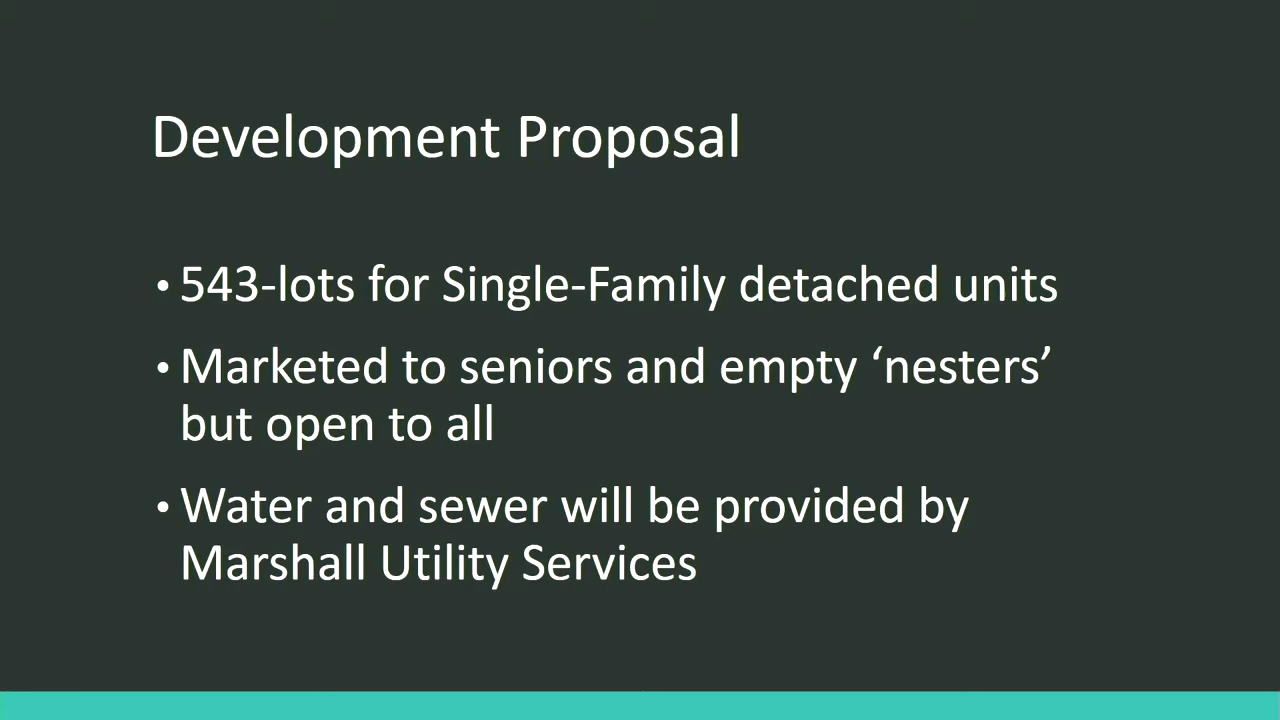 Development Proposal
• 543-lots for Single-Family detached units
• Marketed to seniors and empty ‘nesters’
but open to all
• Water and sewer will be provided by
Marshall Utility Services